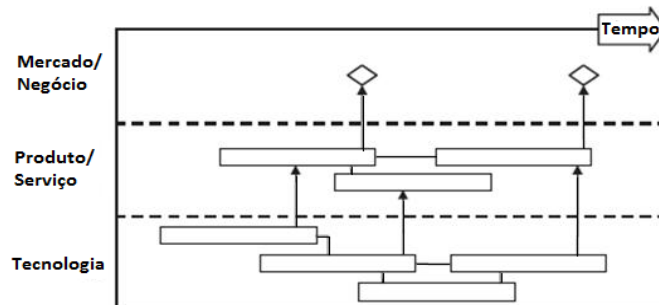 Tempo
Mercado/
Negócio
Produto/
Serviço
Tecnologia